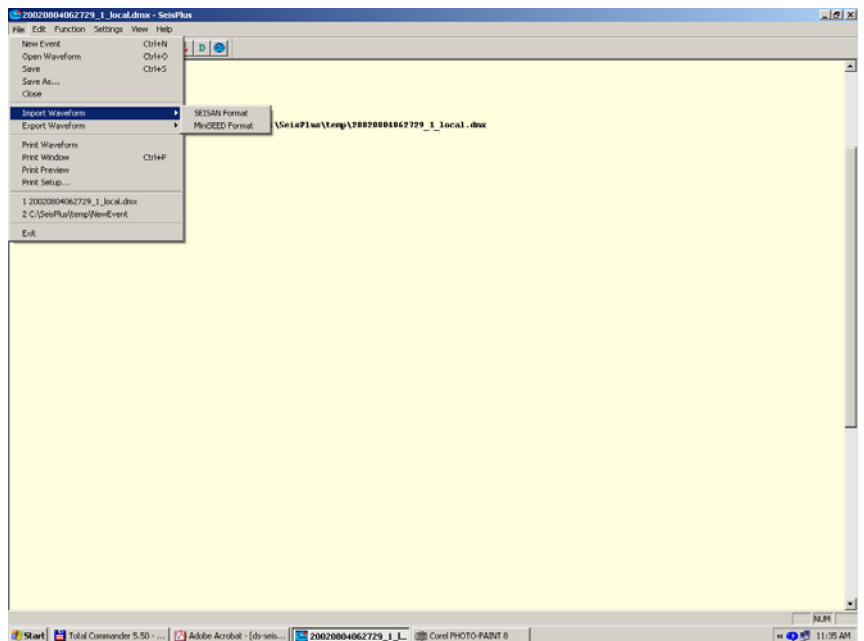 20020804062729_1_local.dmx - SeisPlus
File Edit Function Settings View Help
D
New Event Ctrl+N
Open Waveform Ctrl+O
Save Ctrl+S
Save As...
Close
Import Waveform
Export Waveform
SEISAN Format
MiniSEED Format
\SeisPlus\temp\20020804062729_1_local.dmx
Print Waveform
Print Window Ctrl+P
Print Preview
Print Setup...
1 20020804062729_1_local.dmx
2 C:\SeisPlus\temp\NewEvent
Exit
NUM
Start Total Commander 5.50 - ... Adobe Acrobat - [ds-seis... 20020804062729_1_l... Corel PHOTO-PAINT 8 « 11:35 AM